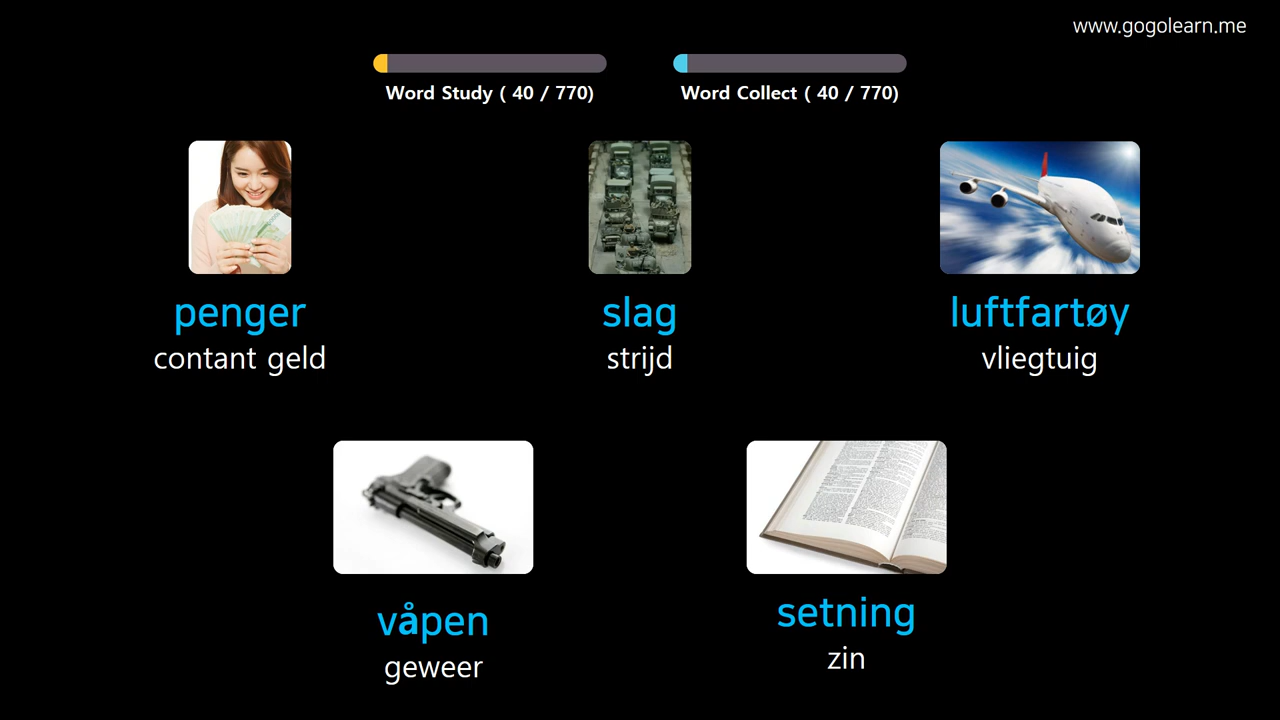 www.gogolearn.me
Word Study ( 40 / 770)
Word Collect ( 40 / 770)
penger
contant geld
slag
strijd
luftfartøy
vliegtuig
våpen
geweer
setning
zin